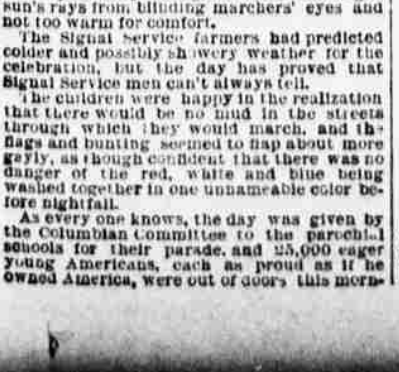 sun's rays from blinding marchers' eyes and
not too warm for comfort.
The Signal Service farmers had predicted
colder and possibly showery weather for the
celebration, but the day has proved that
Signal Service men can't always tell.
The children were happy in the realization
that there would be no mud in the streets
through which they would march, and the
flags and bunting seemed to flap about more
gayly, as though confident that there was no
danger of the red, white and blue being
washed together in one unnameable color be-
fore nightfall.
As every one knows, the day was given by
the Columbian Committee to the parochial
schools for their parade, and 25,000 eager
young Americans, each as proud as if he
owned America, were out of doors this morn-